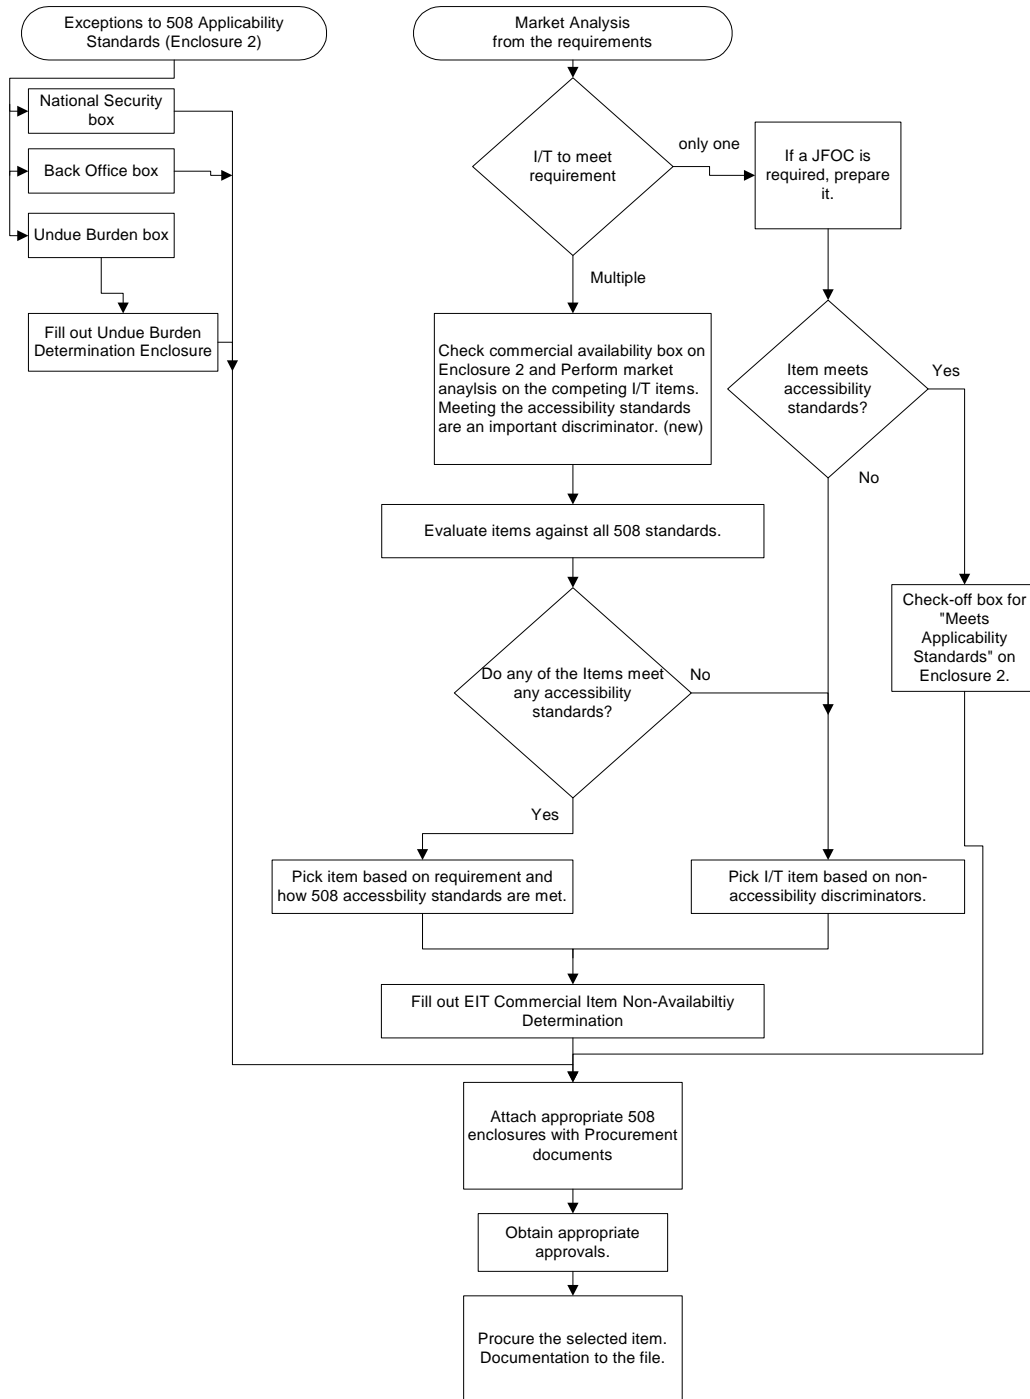 Exceptions to 508 Applicability
Standards (Enclosure 2)
National Security
box
Back Office box
Undue Burden box
Fill out Undue Burden
Determination Enclosure
Market Analysis
from the requirements
I/T to meet
requirement
only one
If a JFOC is
required, prepare
it.
Multiple
Check commercial availability box on
Enclosure 2 and Perform market
anaylsis on the competing I/T items.
Meeting the accessibility standards
are an important discriminator. (new)
Item meets
accessibility
standards?
Yes
No
Evaluate items against all 508 standards.
Check-off box for
"Meets
Applicability
Standards" on
Enclosure 2.
Do any of the Items meet
any accessibility
standards?
No
Yes
Pick item based on requirement and
how 508 accessbility standards are met.
Pick I/T item based on non-
accessibility discriminators.
Fill out EIT Commercial Item Non-Availabiltiy
Determination
Attach appropriate 508
enclosures with Procurement
documents
Obtain appropriate
approvals.
Procure the selected item.
Documentation to the file.